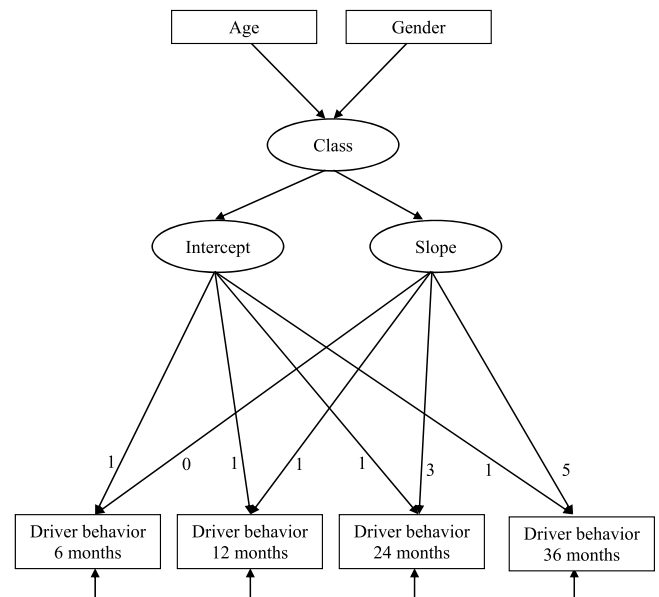 Age
Gender
Class
Intercept
Slope
1
0
1
1
1
3
1
5
Driver behavior
6 months
Driver behavior
12 months
Driver behavior
24 months
Driver behavior
36 months